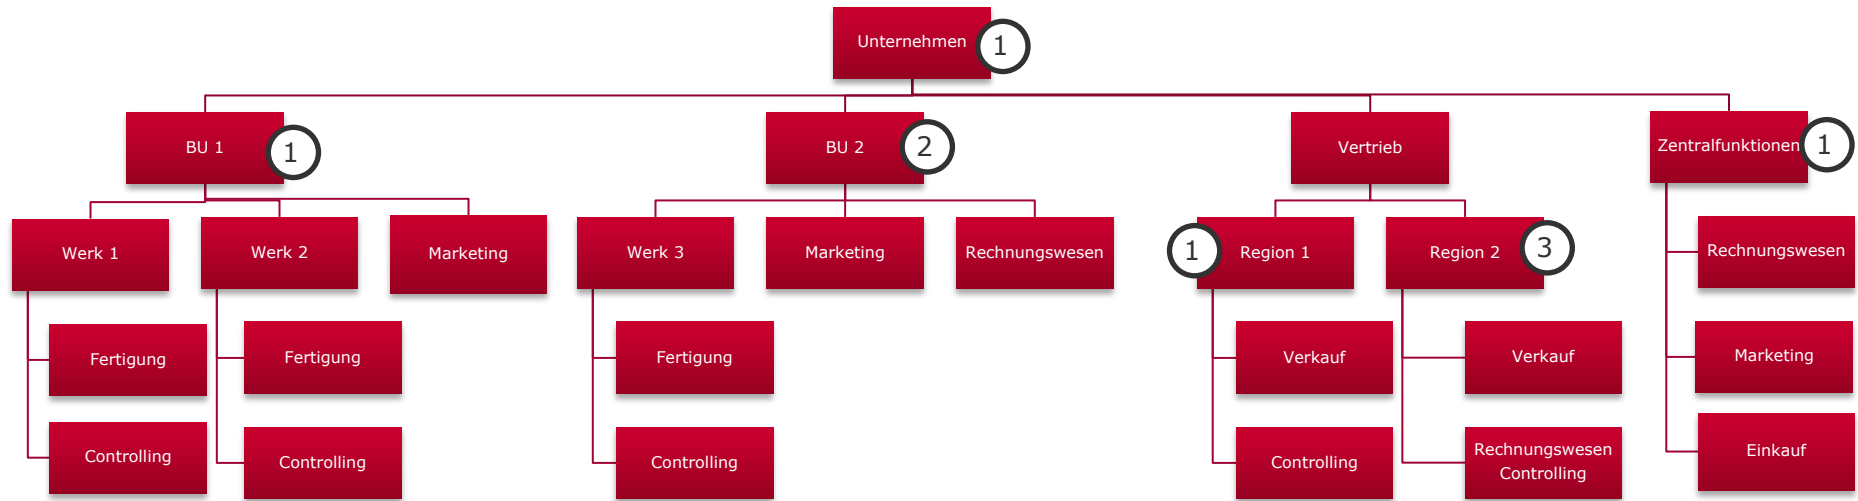 Unternehmen 1
BU 1 1
BU 2 2
Vertrieb
Zentralfunktionen 1
Werk 1
Werk 2
Marketing
Werk 3
Marketing
Rechnungswesen
1 Region 1
Region 2 3
Rechnungswesen
Fertigung
Fertigung
Fertigung
Verkauf
Verkauf
Marketing
Controlling
Controlling
Controlling
Controlling
Rechnungswesen
Controlling
Einkauf